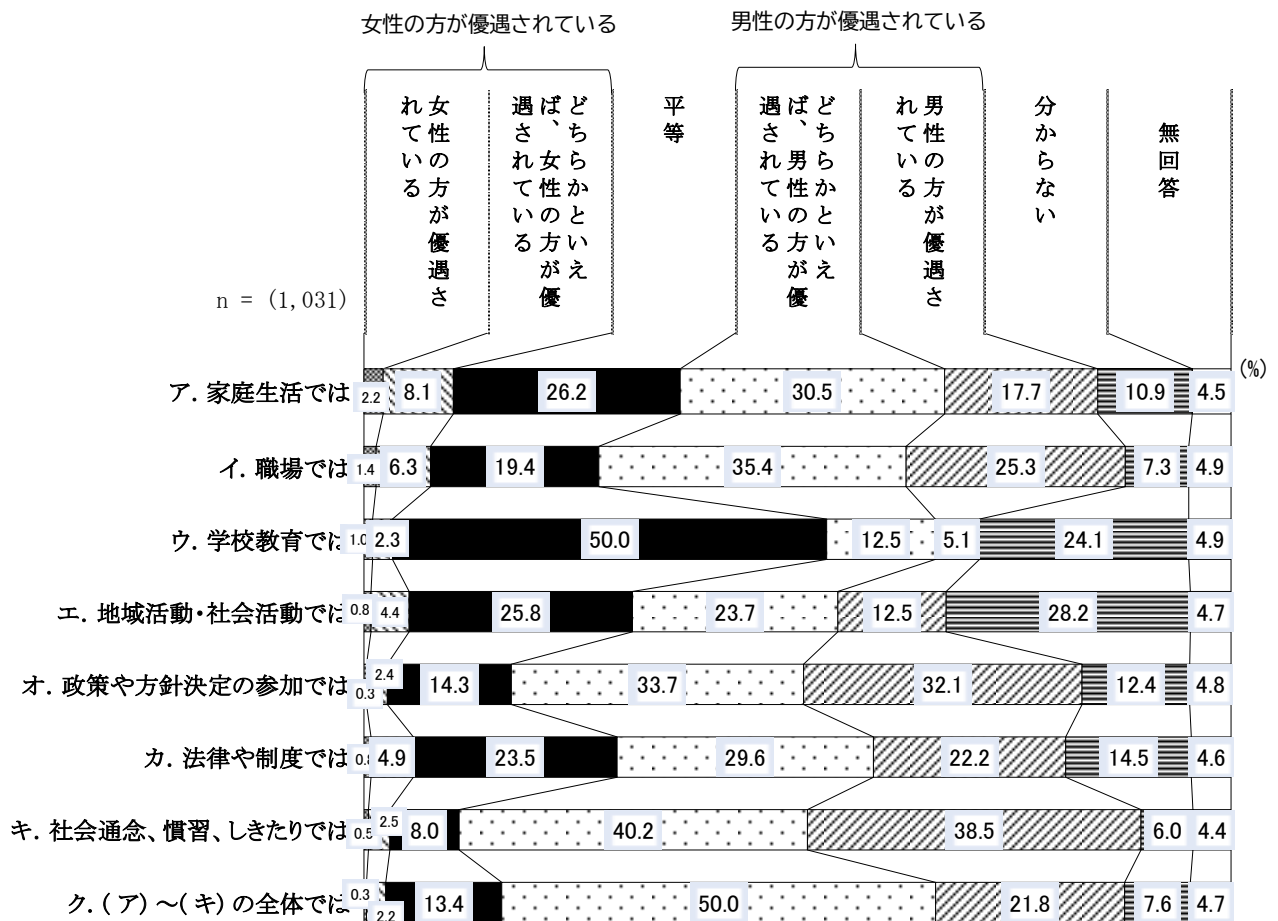 女性の方が優遇されている
男性の方が優遇されている
女性の方が優遇さ
れている
どちらかといえ
ば、女性の方が優
遇されている
平等
どちらかといえ
ば、男性の方が優
遇されている
男性の方が優遇さ
れている
分からない
無回答
n = (1,031)
(%)
ア. 家庭生活では 2.2 8.1 26.2 30.5 17.7 10.9 4.5
イ. 職場では 1.4 6.3 19.4 35.4 25.3 7.3 4.9
ウ. 学校教育では 1.0 2.3 50.0 12.5 5.1 24.1 4.9
エ. 地域活動・社会活動では 0.8 4.4 25.8 23.7 12.5 28.2 4.7
オ. 政策や方針決定の参加では 0.3 2.4 14.3 33.7 32.1 12.4 4.8
カ. 法律や制度では 0.8 4.9 23.5 29.6 22.2 14.5 4.6
キ. 社会通念、慣習、しきたりでは 0.5 2.5 8.0 40.2 38.5 6.0 4.4
ク. (ア) ～(キ) の全体では 0.3 2.2 13.4 50.0 21.8 7.6 4.7